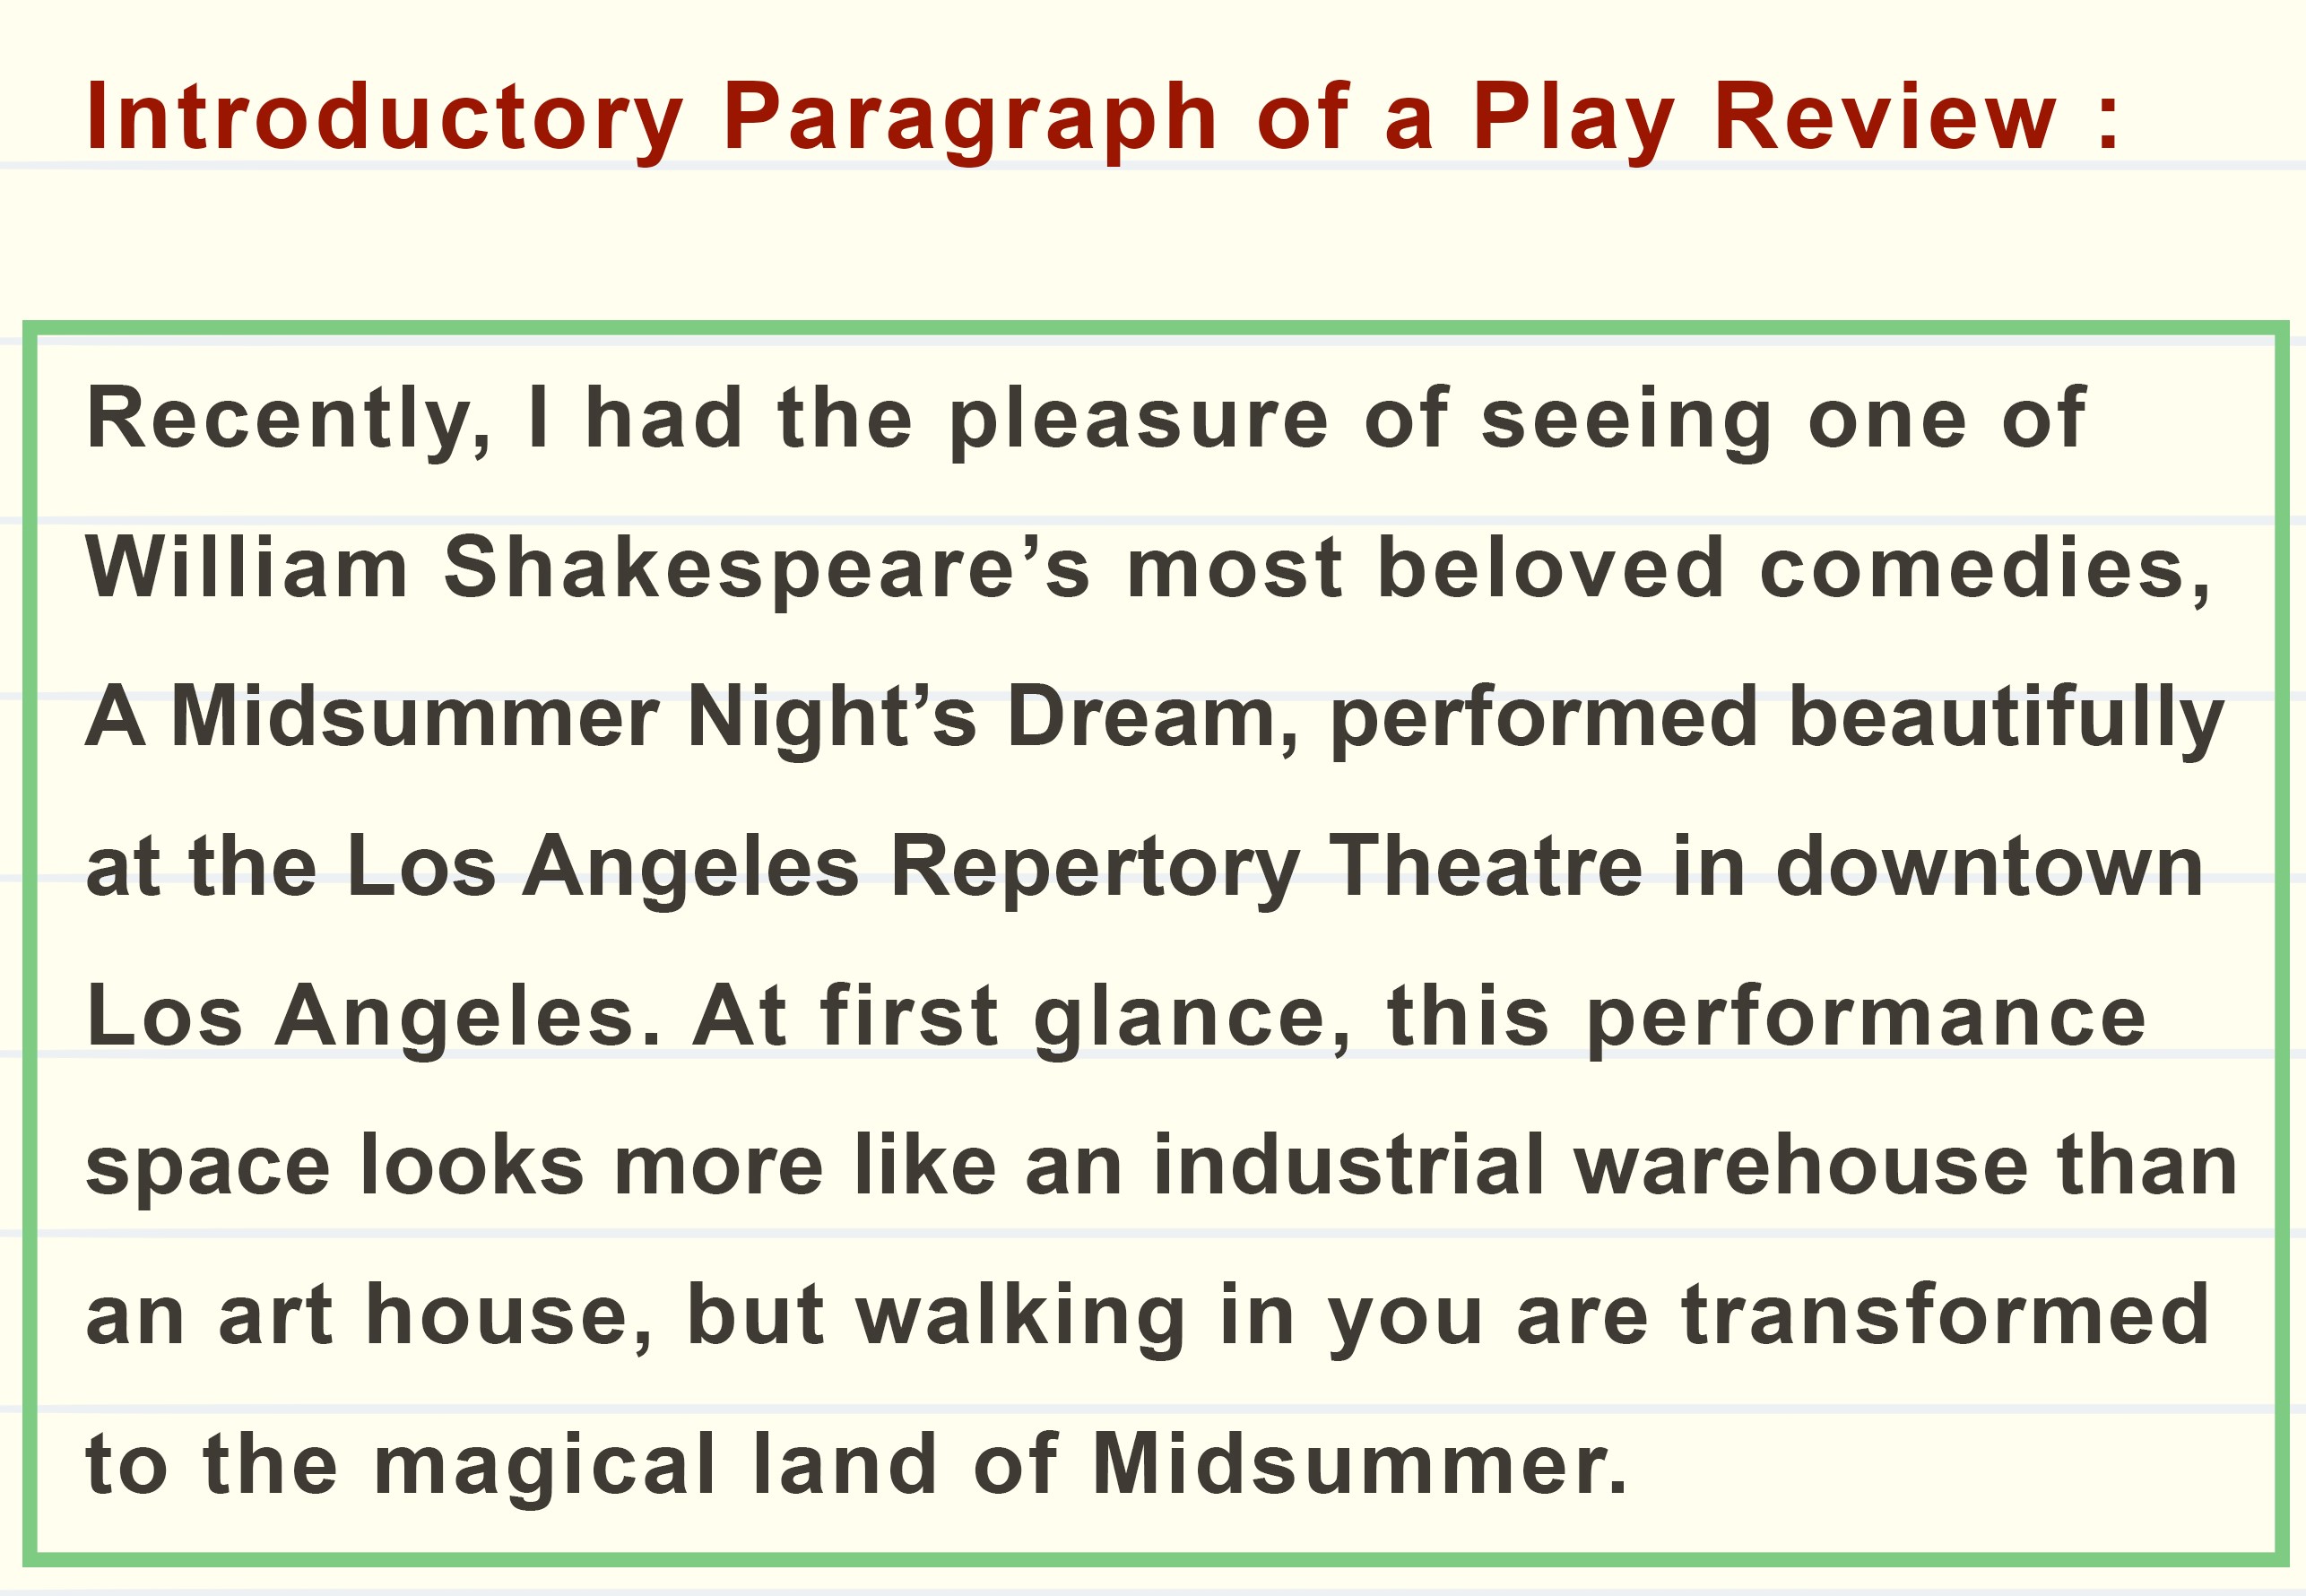 Introductory Paragraph of a Play Review :
Recently, I had the pleasure of seeing one of
William Shakespeare’s most beloved comedies,
A Midsummer Night’s Dream, performed beautifully
at the Los Angeles Repertory Theatre in downtown
Los Angeles. At first glance, this performance
space looks more like an industrial warehouse than
an art house, but walking in you are transformed
to the magical land of Midsummer.